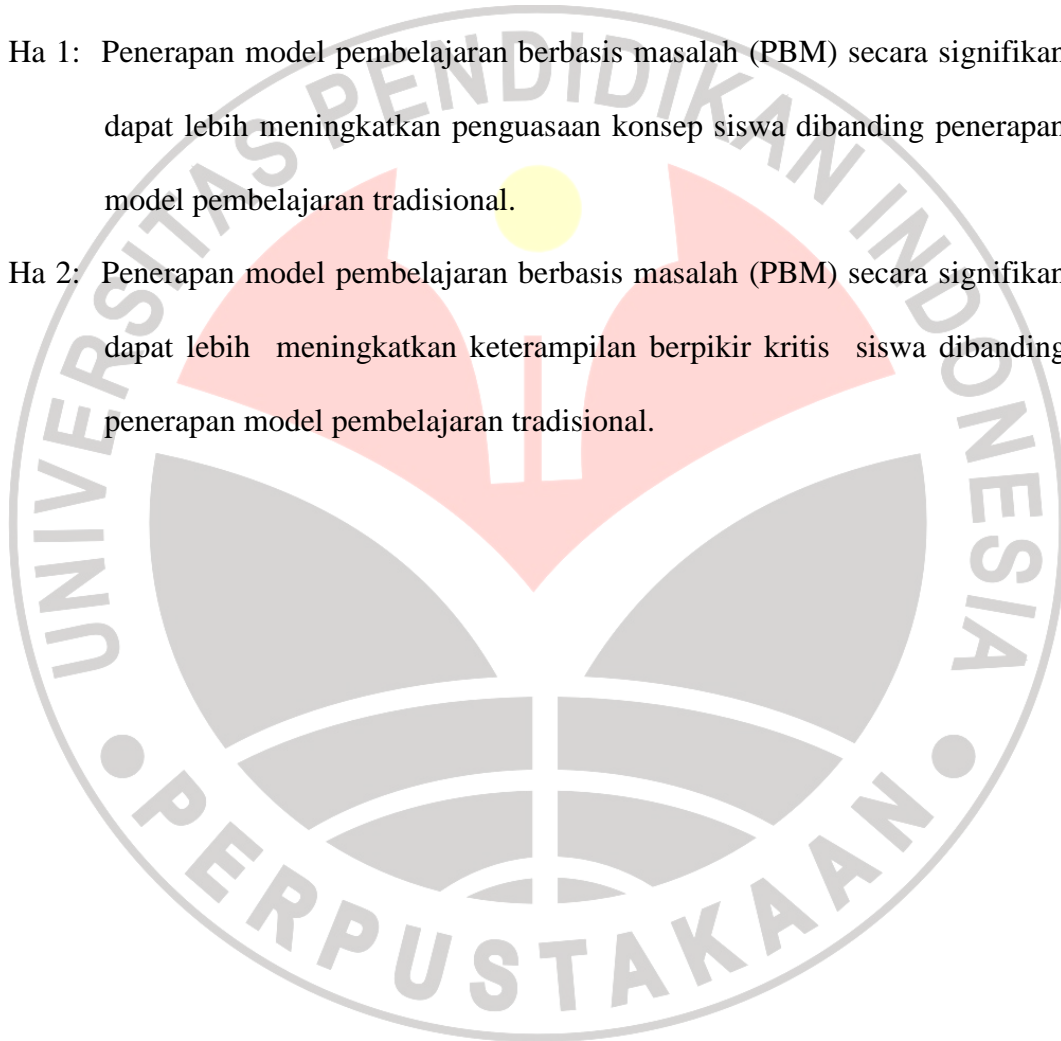 Ha 1: Penerapan model pembelajaran berbasis masalah (PBM) secara signifikan
dapat lebih meningkatkan penguasaan konsep siswa dibanding penerapan
model pembelajaran tradisional.
Ha 2: Penerapan model pembelajaran berbasis masalah (PBM) secara signifikan
dapat lebih meningkatkan keterampilan berpikir kritis siswa dibanding
penerapan model pembelajaran tradisional.
UNIVERSITAS PENDIDIKAN INDONESIA
PERPUSTAKAAN